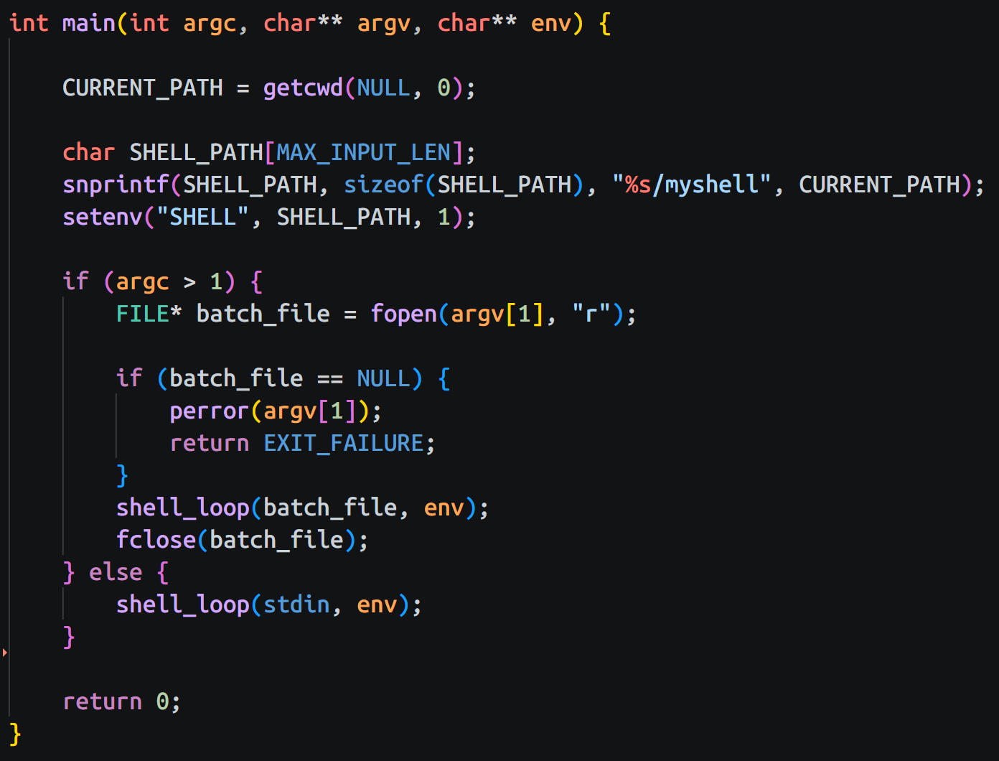 int main(int argc, char** argv, char** env) {
CURRENT_PATH = getcwd(NULL, 0);
char SHELL_PATH[MAX_INPUT_LEN];
snprintf(SHELL_PATH, sizeof(SHELL_PATH), "%s/myshell", CURRENT_PATH);
setenv("SHELL", SHELL_PATH, 1);
if (argc > 1) {
FILE* batch_file = fopen(argv[1], "r");
if (batch_file == NULL) {
perror(argv[1]);
return EXIT_FAILURE;
}
shell_loop(batch_file, env);
fclose(batch_file);
} else {
shell_loop(stdin, env);
}
return 0;
}